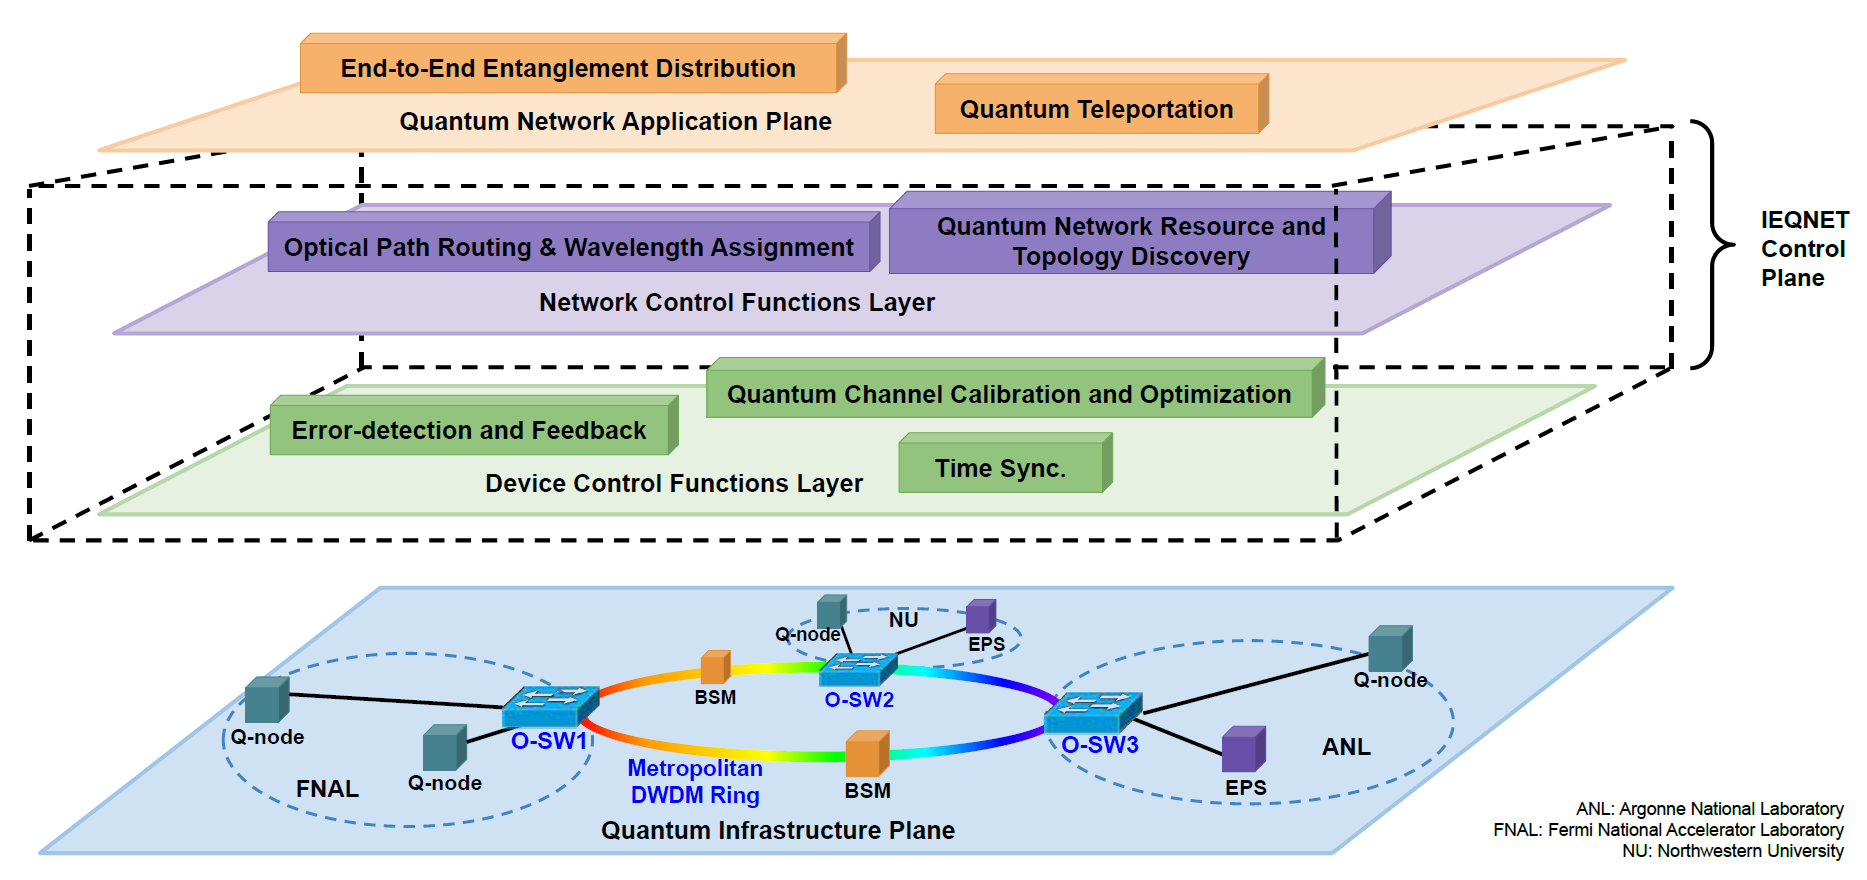 End-to-End Entanglement Distribution
Quantum Teleportation
Quantum Network Application Plane
IEQNET
Control
Plane
Optical Path Routing & Wavelength Assignment
Quantum Network Resource and
Topology Discovery
Network Control Functions Layer
Quantum Channel Calibration and Optimization
Error-detection and Feedback
Time Sync.
Device Control Functions Layer
NU
Q-node
EPS
BSM
O-SW2
Q-node
Q-node
O-SW1
Q-node
FNAL
Metropolitan
DWDM Ring
BSM
O-SW3
EPS
ANL
Quantum Infrastructure Plane
ANL: Argonne National Laboratory
FNAL: Fermi National Accelerator Laboratory
NU: Northwestern University